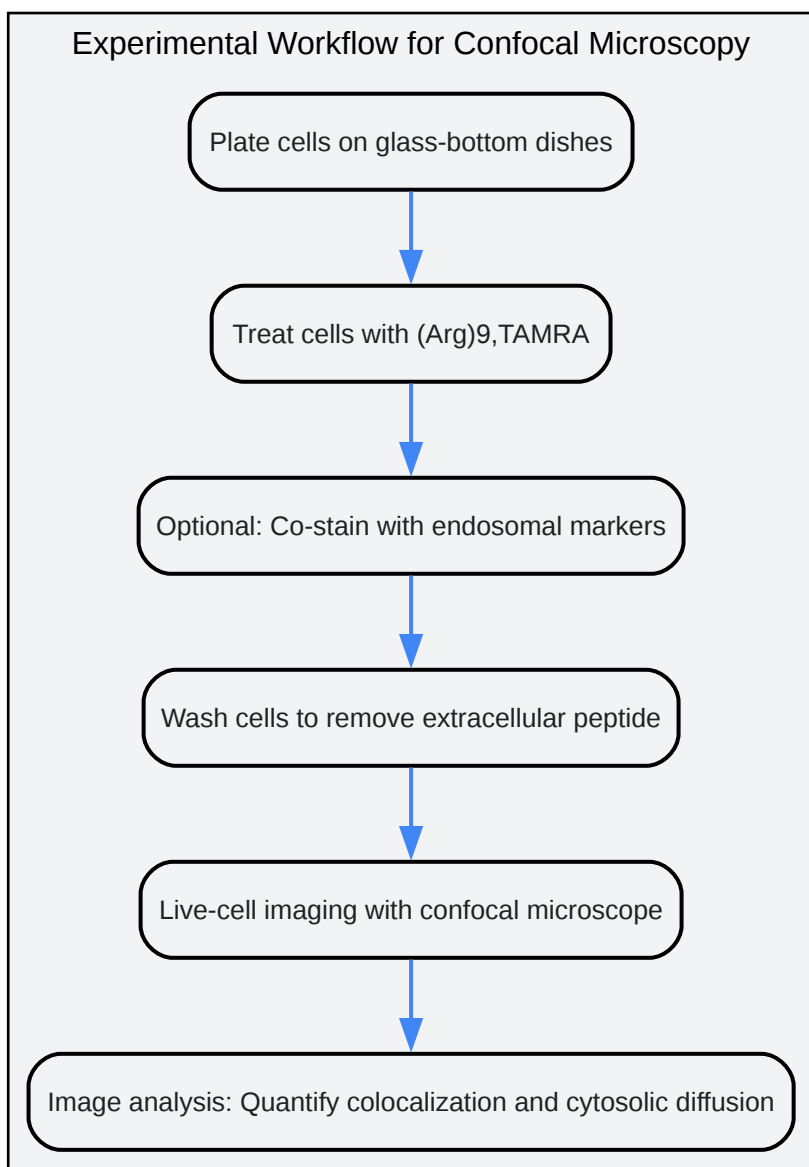 Experimental Workflow for Confocal Microscopy
Plate cells on glass-bottom dishes
Treat cells with (Arg)9,TAMRA
Optional: Co-stain with endosomal markers
Wash cells to remove extracellular peptide
Live-cell imaging with confocal microscope
Image analysis: Quantify colocalization and cytosolic diffusion